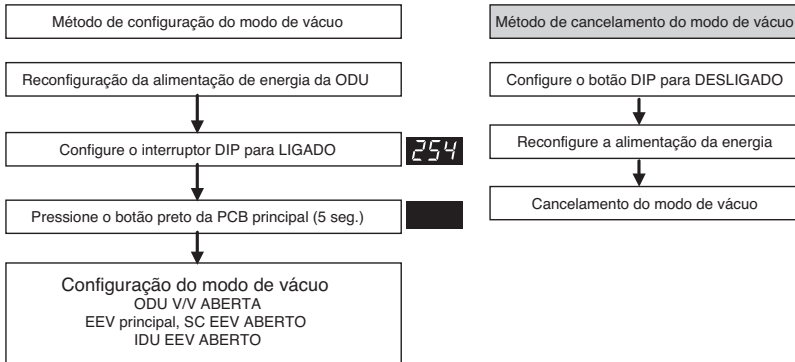 Método de configuração do modo de vácuo
Reconfiguração da alimentação de energia da ODU
Configure o interruptor DIP para LIGADO
254
Pressione o botão preto da PCB principal (5 seg.)
Configuração do modo de vácuo
ODU V/V ABERTA
EEV principal, SC EEV ABERTO
IDU EEV ABERTO
Método de cancelamento do modo de vácuo
Configure o botão DIP para DESLIGADO
Reconfigure a alimentação da energia
Cancelamento do modo de vácuo